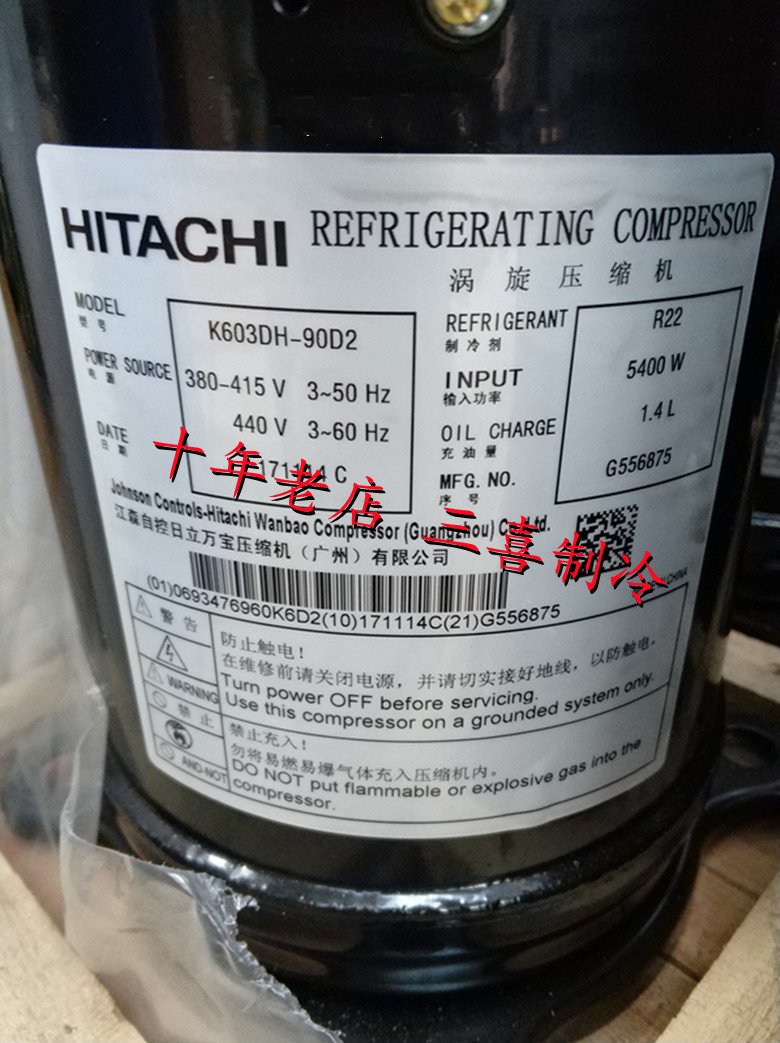 HITACHI REFRIGERATING COMPRESSOR
涡旋压缩机
MODEL
型号
K603DH-90D2
POWER SOURCE
电源
380-415 V 3~50 Hz
440 V 3~60 Hz
DATE
日期
171114 C
REFRIGERANT
制冷剂
R22
INPUT
输入功率
5400 W
OIL CHARGE
充油量
1.4 L
MFG. NO.
序号
G556875
十年老店 三喜制冷
Johnson Controls-Hitachi Wanbao Compressor (Guangzhou) Co., Ltd.
江森自控日立万宝压缩机（广州）有限公司
CHINA
(01)0693476960K6D2(10)171114C(21)G556875
警告
WARNING
防止触电！
在维修前请关闭电源，并请切实接好地线，以防触电。
Turn power OFF before servicing.
Use this compressor on a grounded system only.
禁止
AND-NOT
禁止充入！
勿将易燃易爆气体充入压缩机内。
DO NOT put flammable or explosive gas into the
compressor.